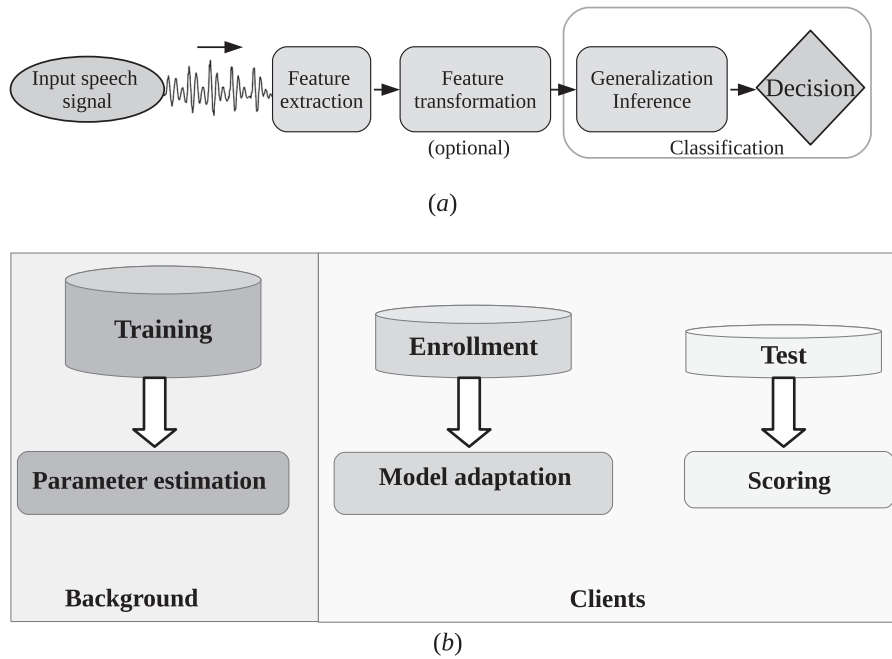 Input speech
signal
Feature
extraction
Feature
transformation
(optional)
Generalization
Inference
Decision
Classification
(a)
Training
Enrollment
Test
Parameter estimation
Model adaptation
Scoring
Background
Clients
(b)